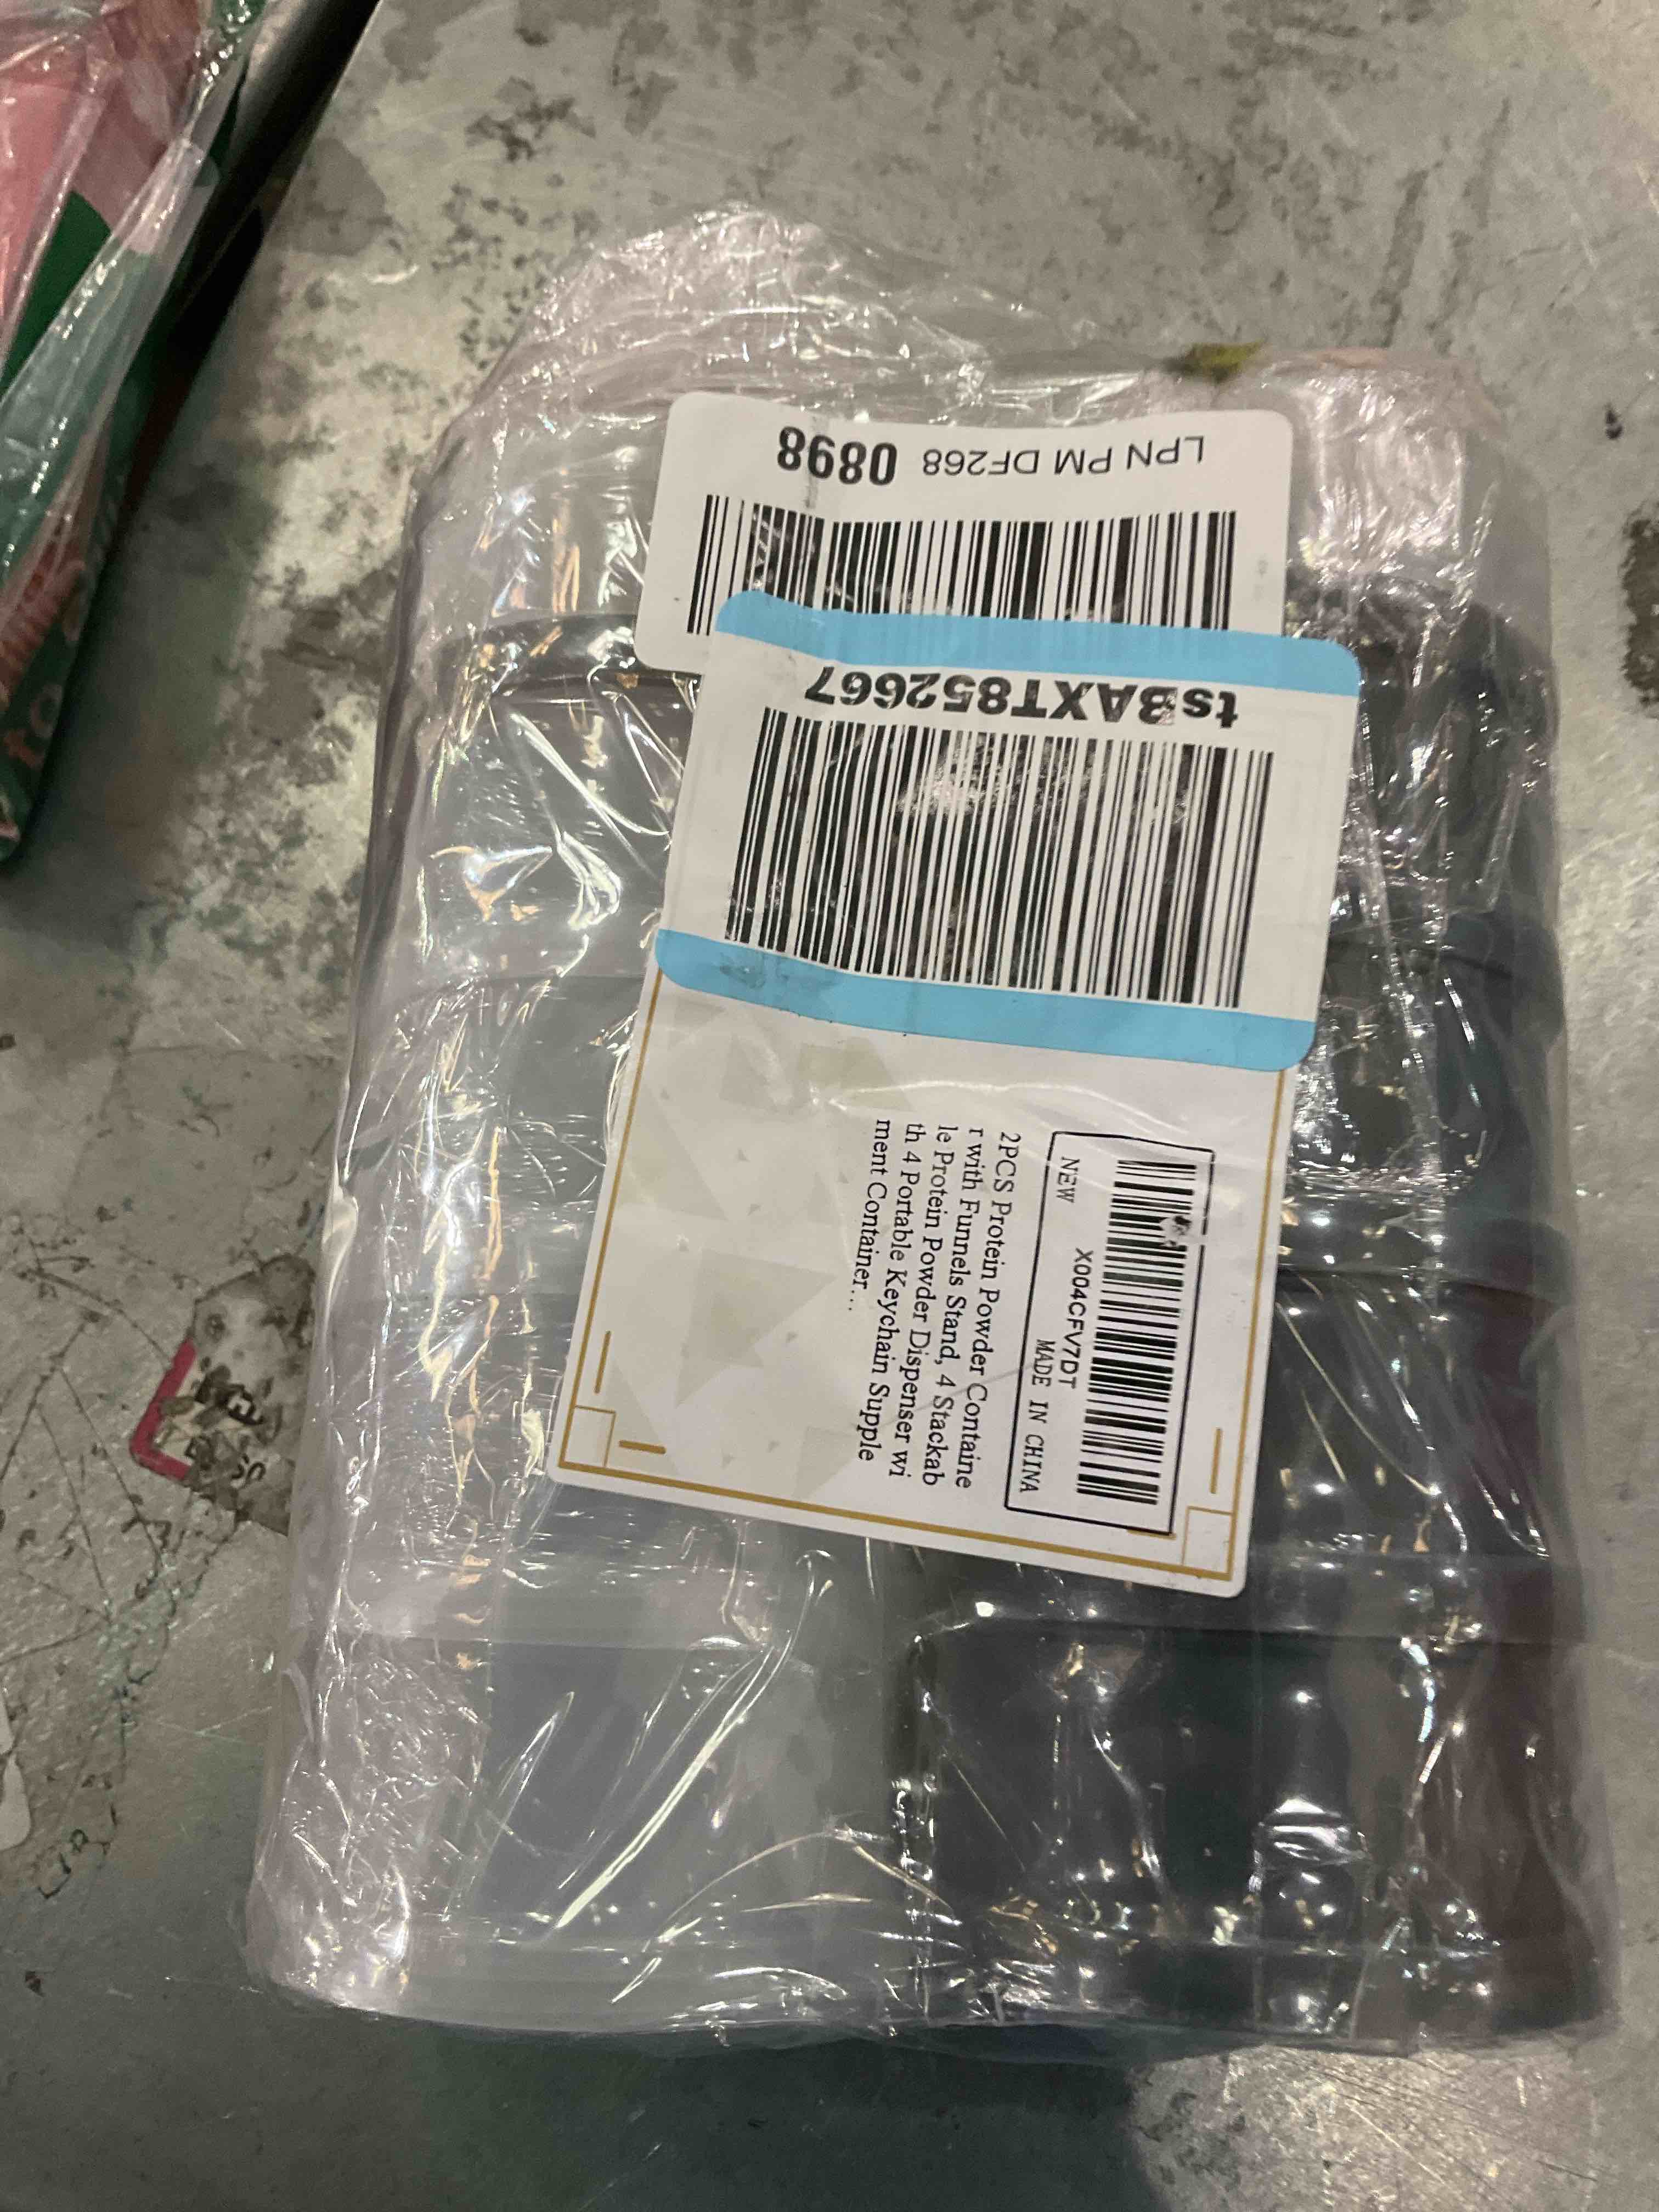 LPN PM DF268 0898
tsBAXT852667
X004CFV7DT
NEW MADE IN CHINA
2PCS Protein Powder Containe
r with Funnels Stand, 4 Stackab
le Protein Powder Dispenser wi
th 4 Portable Keychain Supple
ment Container...